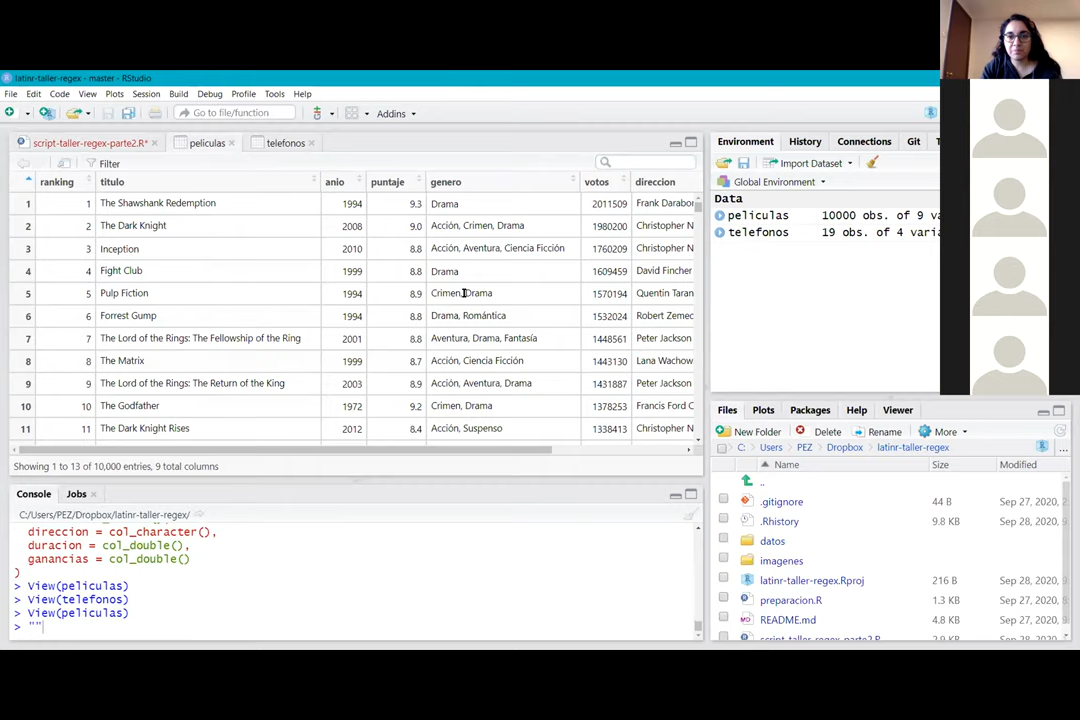 latinr-taller-regex - master - RStudio
File Edit Code View Plots Session Build Debug Profile Tools Help
Go to file/function Addins
script-taller-regex-parte2.R* peliculas telefonos
Filter
ranking titulo anio puntaje genero votos direccion
1 1 The Shawshank Redemption 1994 9.3 Drama 2011509 Frank Darabor
2 2 The Dark Knight 2008 9.0 Acción, Crimen, Drama 1980200 Christopher N
3 3 Inception 2010 8.8 Acción, Aventura, Ciencia Ficción 1760209 Christopher N
4 4 Fight Club 1999 8.8 Drama 1609459 David Fincher
5 5 Pulp Fiction 1994 8.9 Crimen, Drama 1570194 Quentin Taran
6 6 Forrest Gump 1994 8.8 Drama, Romántica 1532024 Robert Zemec
7 7 The Lord of the Rings: The Fellowship of the Ring 2001 8.8 Aventura, Drama, Fantasía 1448561 Peter Jackson
8 8 The Matrix 1999 8.7 Acción, Ciencia Ficción 1443130 Lana Wachow
9 9 The Lord of the Rings: The Return of the King 2003 8.9 Acción, Aventura, Drama 1431887 Peter Jackson
10 10 The Godfather 1972 9.2 Crimen, Drama 1378253 Francis Ford C
11 11 The Dark Knight Rises 2012 8.4 Acción, Suspenso 1338413 Christopher N
Showing 1 to 13 of 10,000 entries, 9 total columns
Console Jobs
C:/Users/PEZ/Dropbox/latinr-taller-regex/
direccion = col_character(),
duracion = col_double(),
ganancias = col_double()
)
> View(peliculas)
> View(telefonos)
> View(peliculas)
> ""
Environment History Connections Git
Import Dataset
Global Environment
Data
peliculas 10000 obs. of 9 va
telefonos 19 obs. of 4 varia
Files Plots Packages Help Viewer
New Folder Delete Rename More
C: Users PEZ Dropbox latinr-taller-regex ...
Name Size Modified
..
.gitignore 44 B Sep 27, 2020,
.Rhistory 9.8 KB Sep 28, 2020,
datos
imagenes
latinr-taller-regex.Rproj 216 B Sep 28, 2020,
preparacion.R 1.3 KB Sep 27, 2020,
README.md 4.8 KB Sep 27, 2020,
script-taller-regex-parte2.R 2.9 KB Sep 28, 2020,